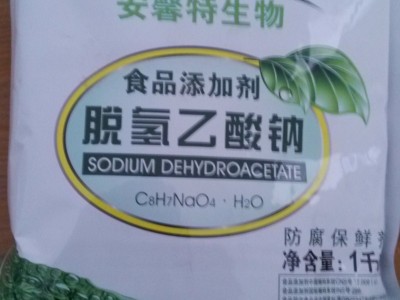 安馨特生物
食品添加剂
脱氢乙酸钠
SODIUM DEHYDROACETATE
C8H7NaO4 · H2O
防腐保鲜
净含量：1千